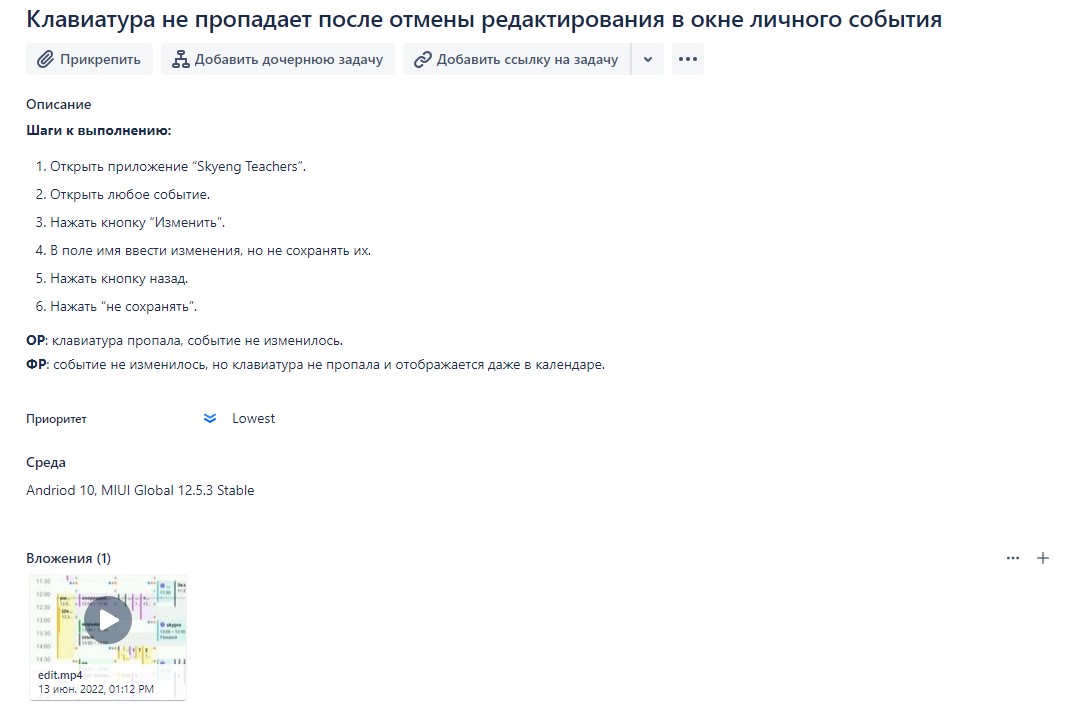 Клавиатура не пропадает после отмены редактирования в окне личного события
Прикрепить
Добавить дочернюю задачу
Добавить ссылку на задачу
Описание
Шаги к выполнению:
1. Открыть приложение “Skyeng Teachers”.
2. Открыть любое событие.
3. Нажать кнопку “Изменить”.
4. В поле имя ввести изменения, но не сохранять их.
5. Нажать кнопку назад.
6. Нажать “не сохранять”.
ОР: клавиатура пропала, событие не изменилось.
ФР: событие не изменилось, но клавиатура не пропала и отображается даже в календаре.
Приоритет
Lowest
Среда
Andriod 10, MIUI Global 12.5.3 Stable
Вложения (1)
11:30
12:00
12:30
13:00
13:30
14:00
14:30
skypro
edit.mp4
13 июн. 2022, 01:12 PM